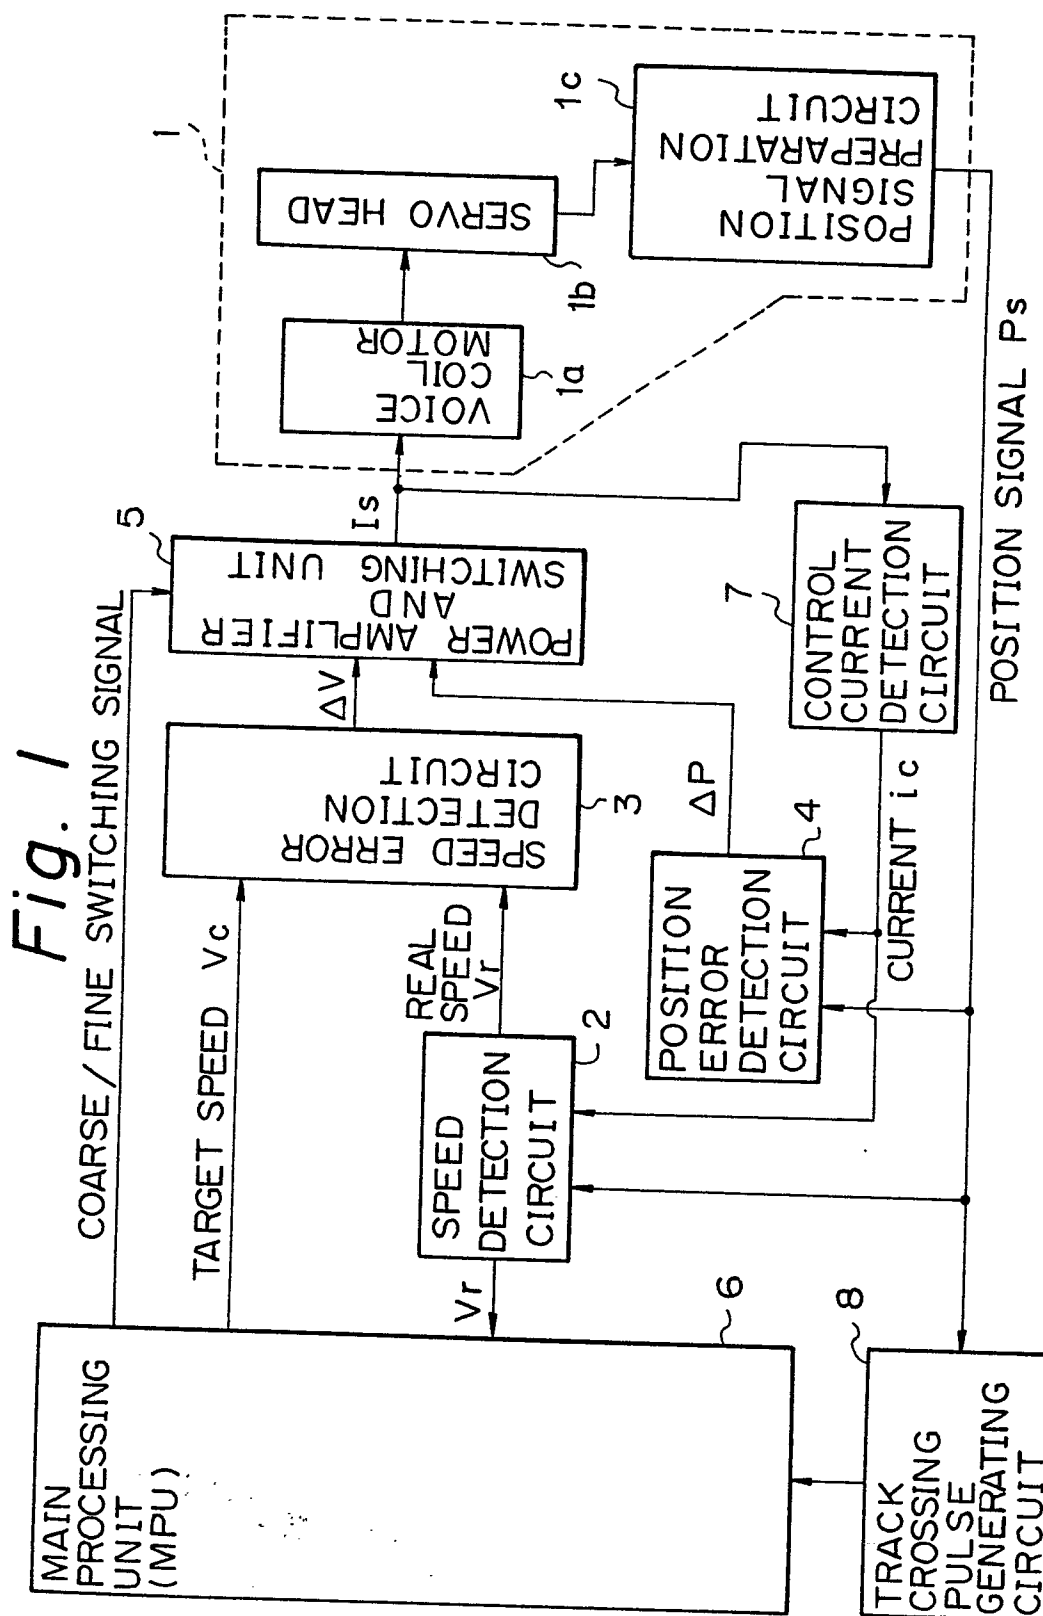 Fig. 1
COARSE/FINE SWITCHING SIGNAL
TARGET SPEED Vc
MAIN
PROCESSING
UNIT
(MPU)
6
Vr
SPEED
DETECTION
CIRCUIT
2
REAL
SPEED
Vr
SPEED ERROR
DETECTION
CIRCUIT
3
ΔV
POWER AMPLIFIER
AND
SWITCHING UNIT
5
Is
1
VOICE
COIL
MOTOR
1a
SERVO HEAD
1b
POSITION
SIGNAL
PREPARATION
CIRCUIT
1c
POSITION
ERROR
DETECTION
CIRCUIT
4
ΔP
CONTROL
CURRENT
DETECTION
CIRCUIT
7
CURRENT ic
POSITION SIGNAL Ps
TRACK
CROSSING
PULSE
GENERATING
CIRCUIT
8